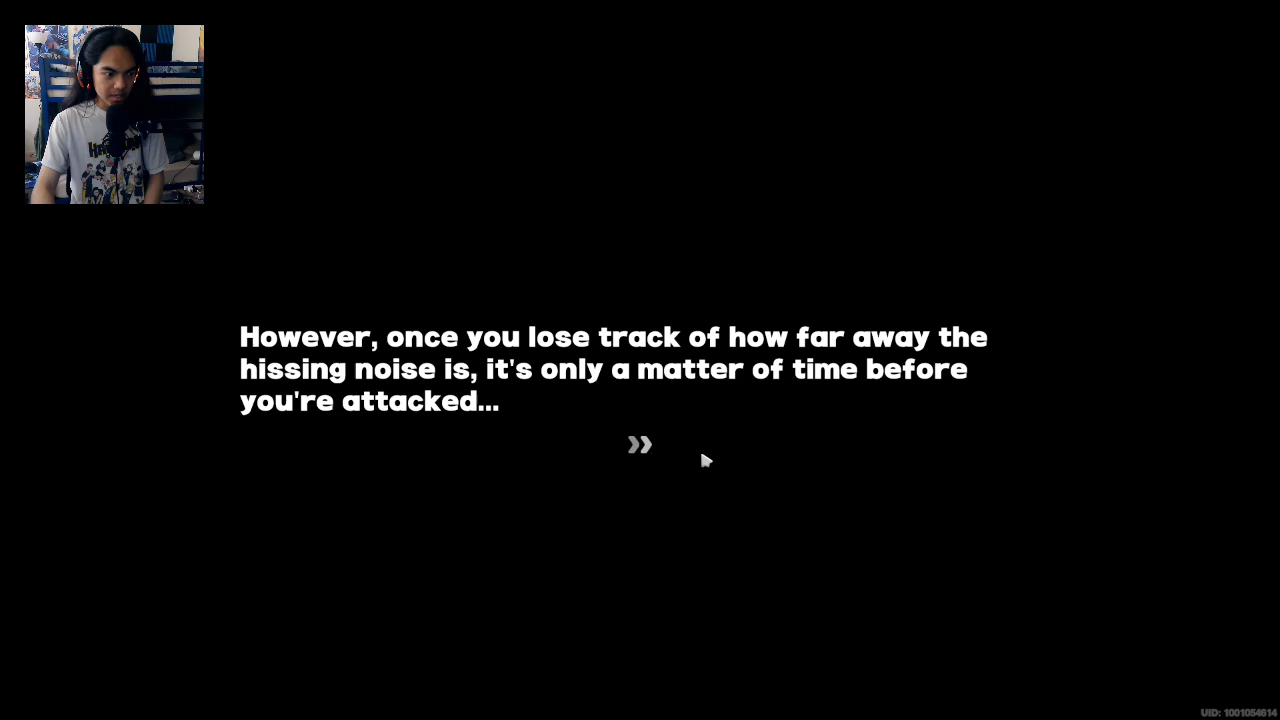 However, once you lose track of how far away the
hissing noise is, it's only a matter of time before
you're attacked...
UID: 1001054614